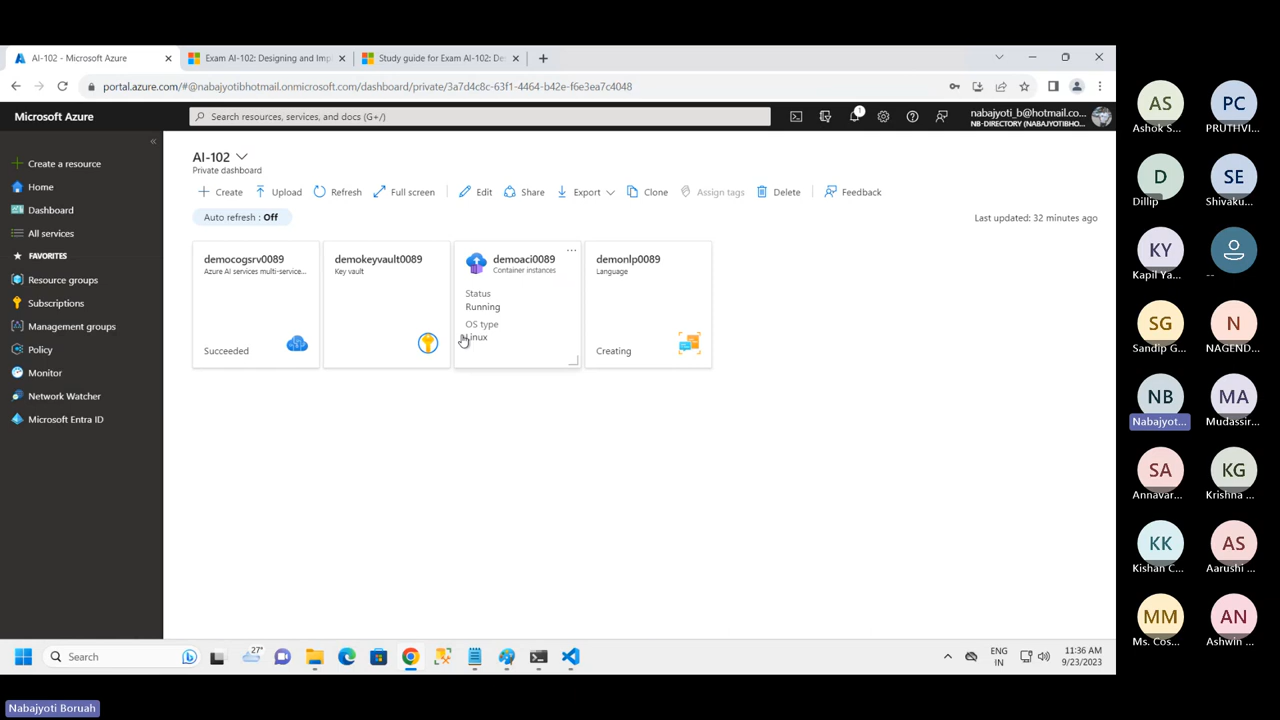 AI-102 - Microsoft Azure
Exam AI-102: Designing and Imp
Study guide for Exam AI-102: De
portal.azure.com/#@nabajyotibhotmail.onmicrosoft.com/dashboard/private/3a7d4c8c-63f1-4464-b42e-f6e3ea7c4048
Microsoft Azure
Search resources, services, and docs (G+/)
1
nabajyoti_b@hotmail.co...
NB-DIRECTORY (NABAJYOTIBHO...
Create a resource
Home
Dashboard
All services
FAVORITES
Resource groups
Subscriptions
Management groups
Policy
Monitor
Network Watcher
Microsoft Entra ID
AI-102
Private dashboard
Create
Upload
Refresh
Full screen
Edit
Share
Export
Clone
Assign tags
Delete
Feedback
Auto refresh : Off
Last updated: 32 minutes ago
democogsrv0089
Azure AI services multi-service...
Succeeded
demokeyvault0089
Key vault
demoaci0089
Container instances
Status
Running
OS type
Linux
demonlp0089
Language
Creating
Search
27°
ENG
IN
11:36 AM
9/23/2023
AS
Ashok S...
PC
PRUTHVI...
D
Dillip
SE
Shivaku...
KY
Kapil Ya...
--
SG
Sandip G...
N
NAGEND...
NB
Nabajyot...
MA
Mudassir...
SA
Annavar...
KG
Krishna ...
KK
Kishan C...
AS
Aarushi ...
MM
Ms. Cos...
AN
Ashwin ...
Nabajyoti Boruah